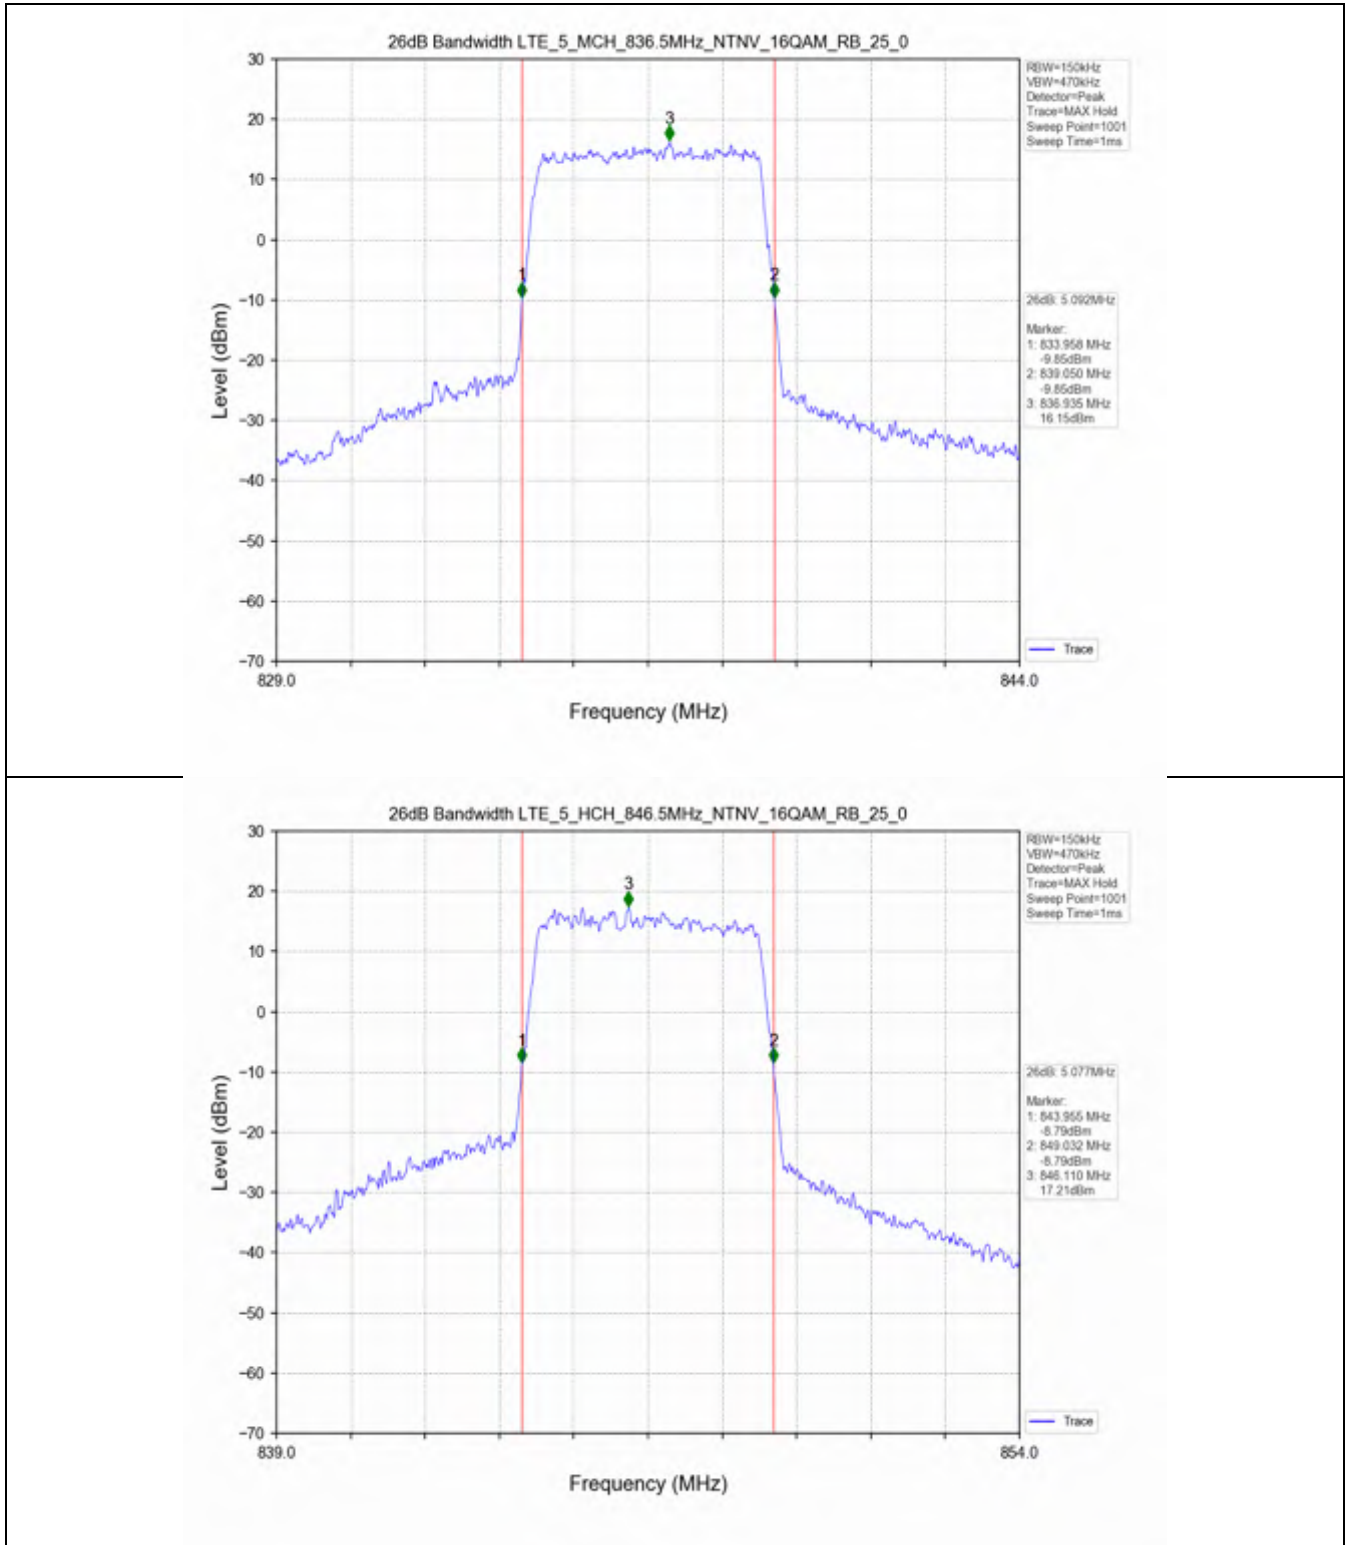 26dB Bandwidth LTE_5_MCH_836.5MHz_NTNV_16QAM_RB_25_0
30
20
10
0
−10
−20
−30
−40
−50
−60
−70
Level (dBm)
829.0
844.0
Frequency (MHz)
1
2
3
RBW=150kHz
VBW=470kHz
Detector=Peak
Trace=MAX Hold
Sweep Point=1001
Sweep Time=1ms
26dB: 5.092MHz
Marker:
1: 833.958 MHz
-9.85dBm
2: 839.050 MHz
-9.85dBm
3: 836.935 MHz
16.15dBm
Trace
26dB Bandwidth LTE_5_HCH_846.5MHz_NTNV_16QAM_RB_25_0
30
20
10
0
−10
−20
−30
−40
−50
−60
−70
Level (dBm)
839.0
854.0
Frequency (MHz)
1
2
3
RBW=150kHz
VBW=470kHz
Detector=Peak
Trace=MAX Hold
Sweep Point=1001
Sweep Time=1ms
26dB: 5.077MHz
Marker:
1: 843.955 MHz
-8.79dBm
2: 849.032 MHz
-8.79dBm
3: 846.110 MHz
17.21dBm
Trace